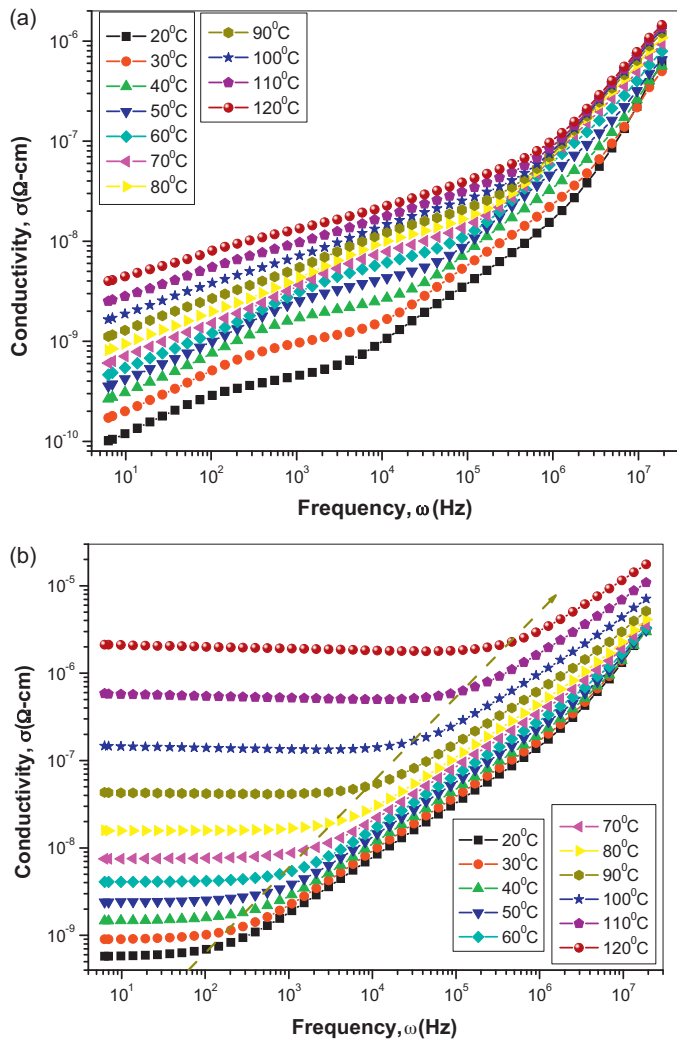 (a)
20⁰C
30⁰C
40⁰C
50⁰C
60⁰C
70⁰C
80⁰C
90⁰C
100⁰C
110⁰C
120⁰C
Conductivity, σ(Ω-cm)
10⁻⁶
10⁻⁷
10⁻⁸
10⁻⁹
10⁻¹⁰
10¹ 10² 10³ 10⁴ 10⁵ 10⁶ 10⁷
Frequency, ω(Hz)
(b)
Conductivity, σ(Ω-cm)
10⁻⁵
10⁻⁶
10⁻⁷
10⁻⁸
10⁻⁹
20⁰C
30⁰C
40⁰C
50⁰C
60⁰C
70⁰C
80⁰C
90⁰C
100⁰C
110⁰C
120⁰C
10¹ 10² 10³ 10⁴ 10⁵ 10⁶ 10⁷
Frequency, ω(Hz)